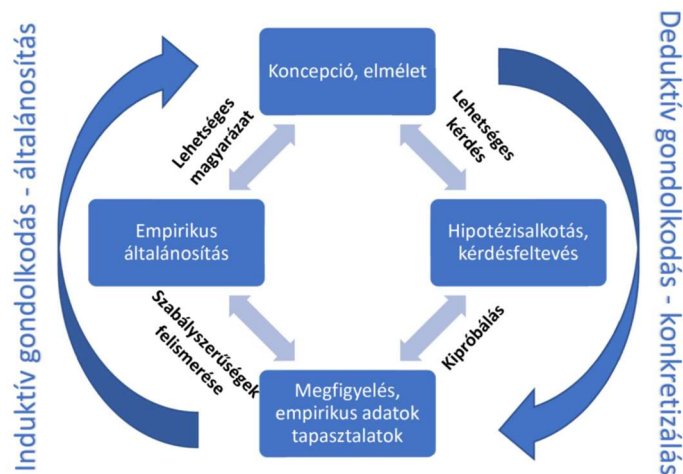 Induktív gondolkodás - általánosítás
Koncepció, elmélet
Lehetséges
magyarázat
Lehetséges
kérdés
Empirikus
általánosítás
Hipotézisalkotás,
kérdésfeltevés
Szabályszerűségek
felismerése
Kipróbálás
Megfigyelés,
empirikus adatok
tapasztalatok
Deduktív gondolkodás - konkretizálás